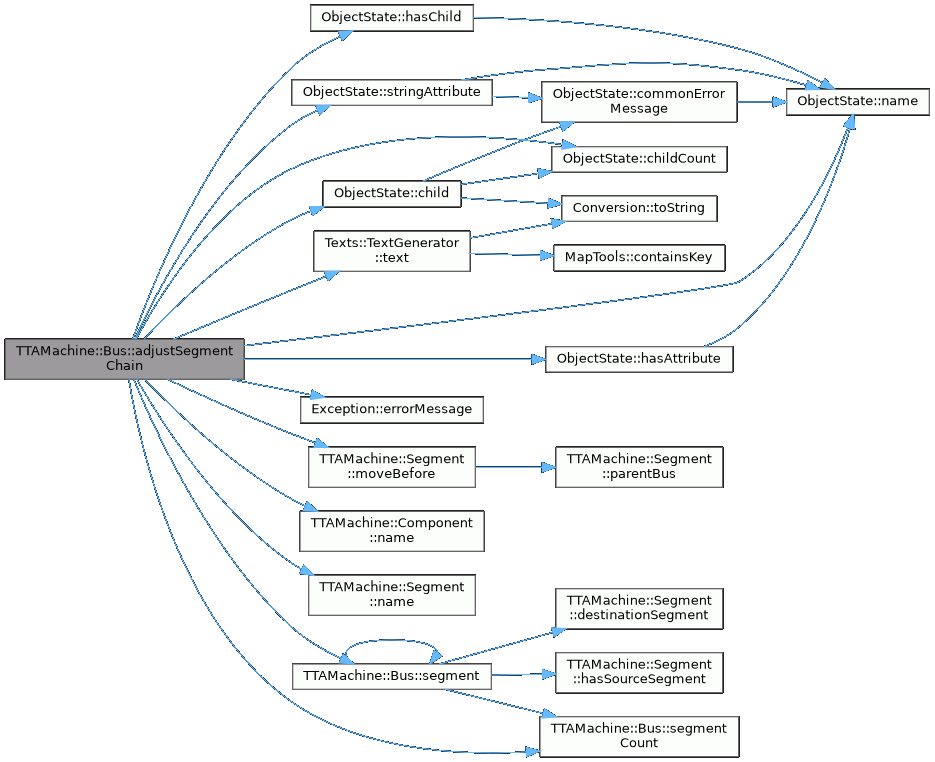 ObjectState::hasChild
ObjectState::stringAttribute
ObjectState::commonError
Message
ObjectState::name
ObjectState::childCount
ObjectState::child
Conversion::toString
Texts::TextGenerator
::text
MapTools::containsKey
TTAMachine::Bus::adjustSegment
Chain
ObjectState::hasAttribute
Exception::errorMessage
TTAMachine::Segment
::moveBefore
TTAMachine::Segment
::parentBus
TTAMachine::Component
::name
TTAMachine::Segment
::name
TTAMachine::Segment
::destinationSegment
TTAMachine::Bus::segment
TTAMachine::Segment
::hasSourceSegment
TTAMachine::Bus::segment
Count